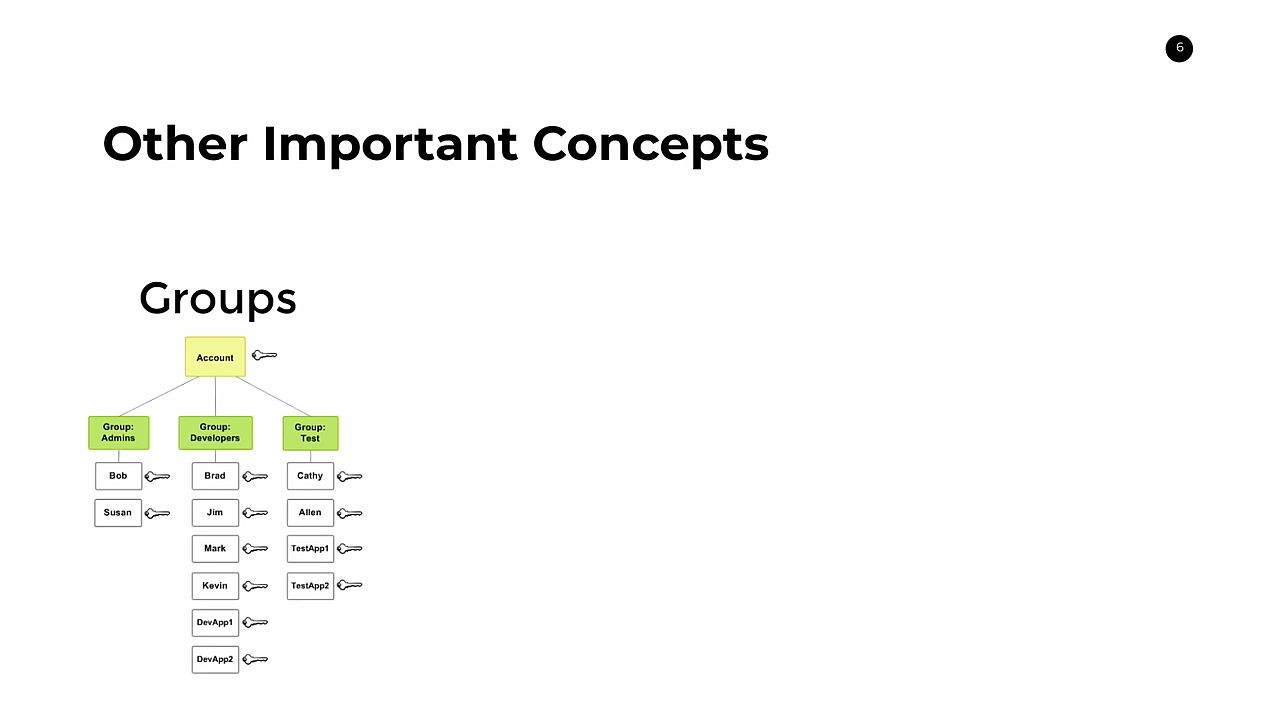 6
Other Important Concepts
Groups
Account
Group:
Admins
Group:
Developers
Group:
Test
Bob
Brad
Cathy
Susan
Jim
Allen
Mark
TestApp1
Kevin
TestApp2
DevApp1
DevApp2